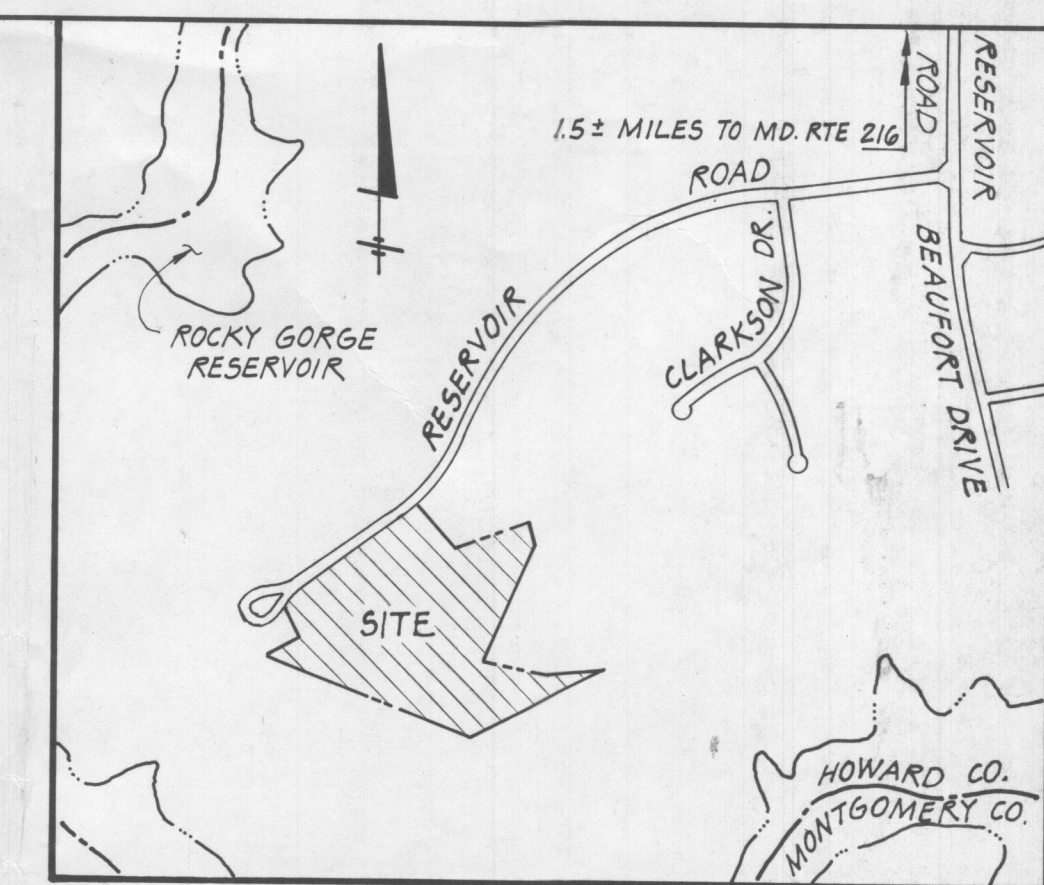 1.5± MILES TO MD. RTE 216
ROAD
RESERVOIR
ROAD
CLARKSON DR.
BEAUFORT DRIVE
ROCKY GORGE
RESERVOIR
RESERVOIR
SITE
HOWARD CO.
MONTGOMERY CO.